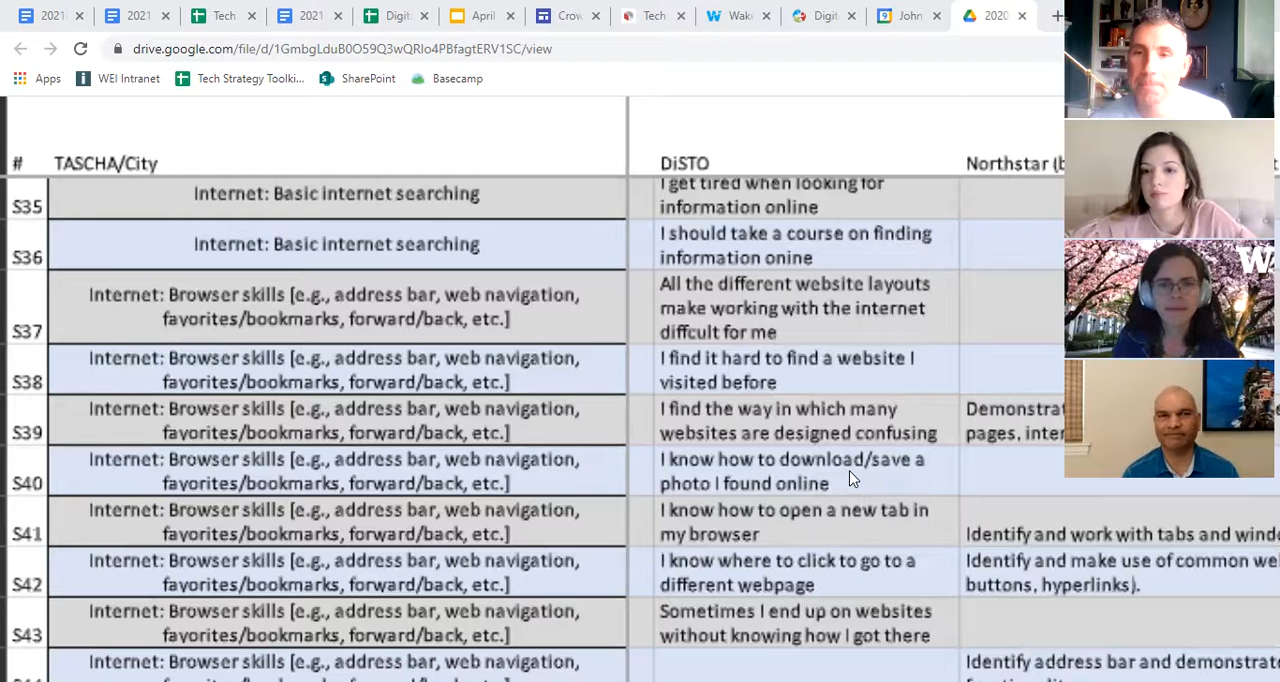 2021
2021
Tech
2021
Digit
April
Crow
Tech
Wake
Digit
John
2020
drive.google.com/file/d/1GmbgLduB0O59Q3wQRlo4PBfagtERV1SC/view
Apps
WEI Intranet
Tech Strategy Toolki...
SharePoint
Basecamp
#
TASCHA/City
DiSTO
Northstar (b
S35
Internet: Basic internet searching
I get tired when looking for
information online
S36
Internet: Basic internet searching
I should take a course on finding
information onine
S37
Internet: Browser skills [e.g., address bar, web navigation,
favorites/bookmarks, forward/back, etc.]
All the different website layouts
make working with the internet
diffcult for me
S38
Internet: Browser skills [e.g., address bar, web navigation,
favorites/bookmarks, forward/back, etc.]
I find it hard to find a website I
visited before
S39
Internet: Browser skills [e.g., address bar, web navigation,
favorites/bookmarks, forward/back, etc.]
I find the way in which many
websites are designed confusing
Demonstrat
pages, inter
S40
Internet: Browser skills [e.g., address bar, web navigation,
favorites/bookmarks, forward/back, etc.]
I know how to download/save a
photo I found online
S41
Internet: Browser skills [e.g., address bar, web navigation,
favorites/bookmarks, forward/back, etc.]
I know how to open a new tab in
my browser
Identify and work with tabs and windo
S42
Internet: Browser skills [e.g., address bar, web navigation,
favorites/bookmarks, forward/back, etc.]
I know where to click to go to a
different webpage
Identify and make use of common we
buttons, hyperlinks).
S43
Internet: Browser skills [e.g., address bar, web navigation,
favorites/bookmarks, forward/back, etc.]
Sometimes I end up on websites
without knowing how I got there
Internet: Browser skills [e.g., address bar, web navigation,
Identify address bar and demonstrate
W